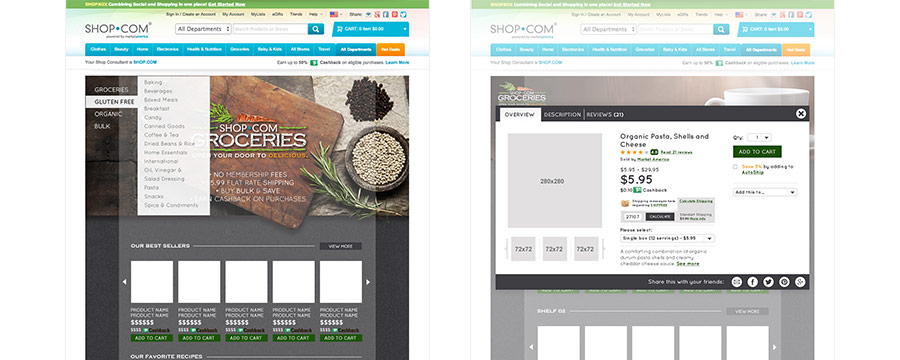 SHOPBOX Combining Social and Shopping in one place! Get Started Now
Sign In / Create an Account My Account MyLists eGifts Trends Help Share:
SHOP•COM
powered by marketamerica
All Departments
Search Products or Stores
CART: 0 Item $0.00
Clothes Beauty Home Electronics Health & Nutrition Groceries Baby & Kids All Stores Travel All Departments Hot Deals
Your Shop Consultant is SHOP.COM
Earn up to 50% Cashback on eligible purchases. Learn More
GROCERIES
GLUTEN FREE
ORGANIC
BULK
Baking
Beverages
Boxed Meals
Breakfast
Candy
Canned Goods
Coffee & Tea
Dried Beans & Rice
Home Essentials
International
Oil, Vinegar &
Salad Dressing
Pasta
Snacks
Spice & Condiments
SHOP•COM
GROCERIES
OPEN YOUR DOOR TO DELICIOUS.
NO MEMBERSHIP FEES
$5.99 FLAT RATE SHIPPING
BUY BULK & SAVE
EARN CASHBACK ON PURCHASES
OUR BEST SELLERS
VIEW MORE
PRODUCT NAME PRODUCT NAME PRODUCT NAME PRODUCT NAME PRODUCT NAME
PRODUCT NAME PRODUCT NAME PRODUCT NAME PRODUCT NAME PRODUCT NAME
$$$$$$ $$$$$$ $$$$$$ $$$$$$ $$$$$$
$$$$ Cashback $$$$ Cashback $$$$ Cashback $$$$ Cashback $$$$ Cashback
ADD TO CART ADD TO CART ADD TO CART ADD TO CART ADD TO CART
OUR FAVORITE RECIPES
SHOPBOX Combining Social and Shopping in one place! Get Started Now
Sign In / Create an Account My Account MyLists eGifts Trends Help Share:
SHOP•COM
powered by marketamerica
All Departments
Search Products or Stores
CART: 0 Item $0.00
Clothes Beauty Home Electronics Health & Nutrition Groceries Baby & Kids All Stores Travel All Departments Hot Deals
Your Shop Consultant is SHOP.COM
Earn up to 50% Cashback on eligible purchases. Learn More
SHOP•COM
GROCERIES
OVERVIEW DESCRIPTION REVIEWS (21)
280x280
72x72 72x72 72x72
Organic Pasta, Shells and
Cheese
4.9 Read 21 reviews
Sold by Market America
$5.95 - $29.95
$5.95
$0.10 Cashback
Shipping messages here
Calculate Shipping
27107 CALCULATE
Standard Shipping
Please select:
Single box (12 servings) - $5.95
A comforting combination of organic
durum pasta shells and creamy
cheddar cheese sauce. See more
Qty: 1
ADD TO CART
Save 5% by adding to
AutoShip
Add this to...
Share this with your friends:
SHELF 02
VIEW MORE